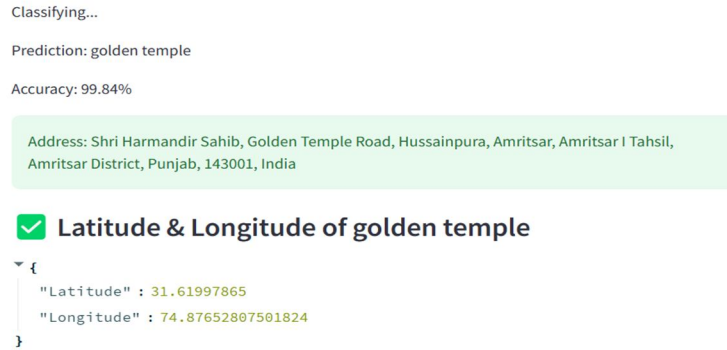 Classifying...
Prediction: golden temple
Accuracy: 99.84%
Address: Shri Harmandir Sahib, Golden Temple Road, Hussainpura, Amritsar, Amritsar I Tahsil,
Amritsar District, Punjab, 143001, India
✅ Latitude & Longitude of golden temple
{
"Latitude" : 31.61997865
"Longitude" : 74.87652807501824
}